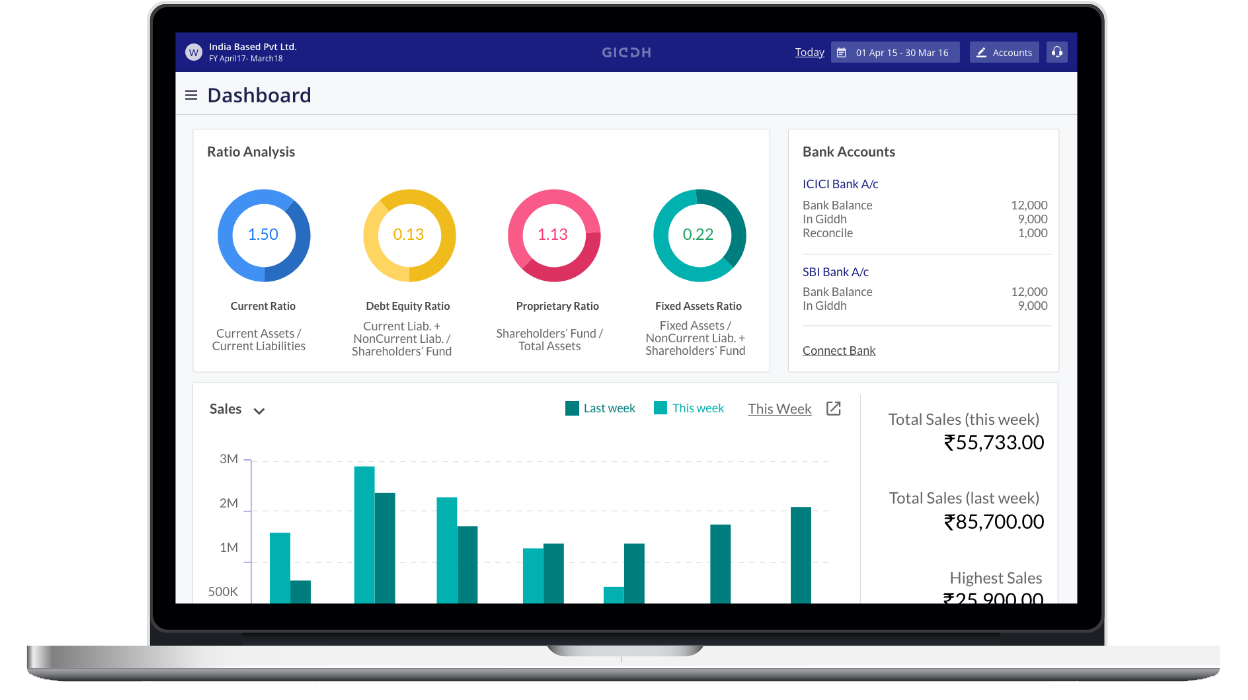 W
India Based Pvt Ltd.
FY April17- March18
GIDDH
Today
01 Apr 15 - 30 Mar 16
Accounts
Dashboard
Ratio Analysis
1.50
0.13
1.13
0.22
Current Ratio
Current Assets /
Current Liabilities
Debt Equity Ratio
Current Liab. +
NonCurrent LIab. /
Shareholders' Fund
Proprietary Ratio
Shareholders' Fund /
Total Assets
Fixed Assets Ratio
Fixed Assets /
NonCurrent Liab. +
Shareholders' Fund
Bank Accounts
ICICI Bank A/c
Bank Balance 12,000
In Giddh 9,000
Reconcile 1,000
SBI Bank A/c
Bank Balance 12,000
In Giddh 9,000
Connect Bank
Sales
Last week
This week
This Week
3M
2M
1M
500K
Total Sales (this week)
₹55,733.00
Total Sales (last week)
₹85,700.00
Highest Sales
₹25,900.00